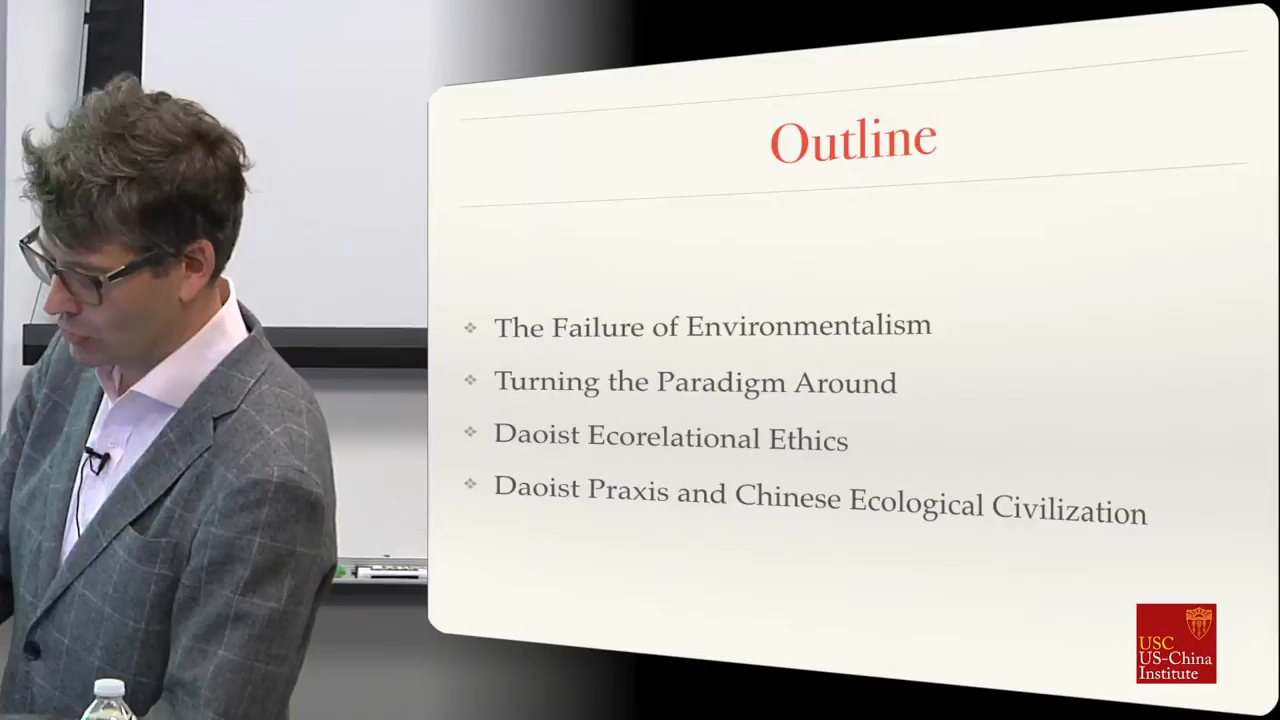 Outline
The Failure of Environmentalism
Turning the Paradigm Around
Daoist Ecorelational Ethics
Daoist Praxis and Chinese Ecological Civilization
USC
US-China
Institute